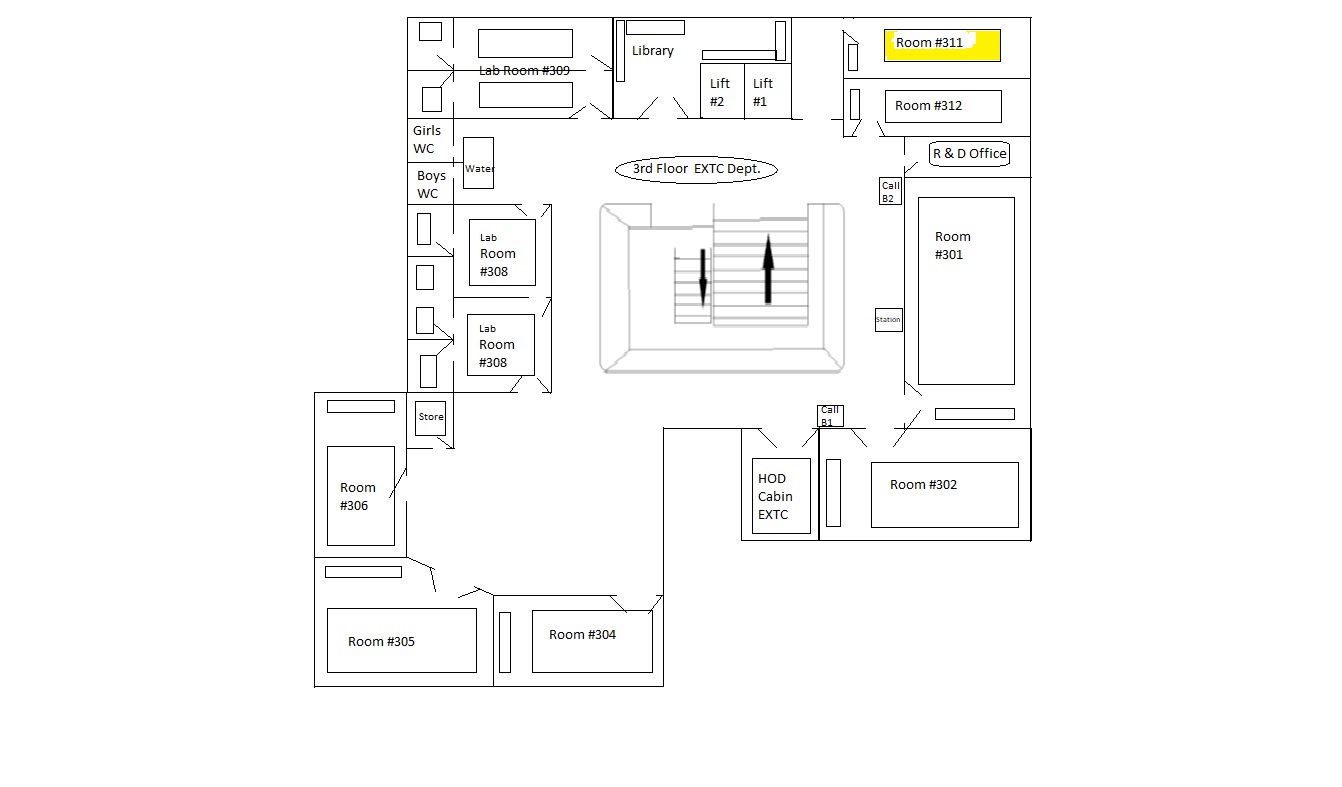 Room #311
Library
Lab Room #309
Lift
#2
Lift
#1
Room #312
Girls
WC
R & D Office
Water
3rd Floor EXTC Dept.
Boys
WC
Call
B2
Lab
Room
#308
Room
#301
Station
Lab
Room
#308
Store
Call
B1
HOD
Cabin
EXTC
Room #302
Room
#306
Room #305
Room #304